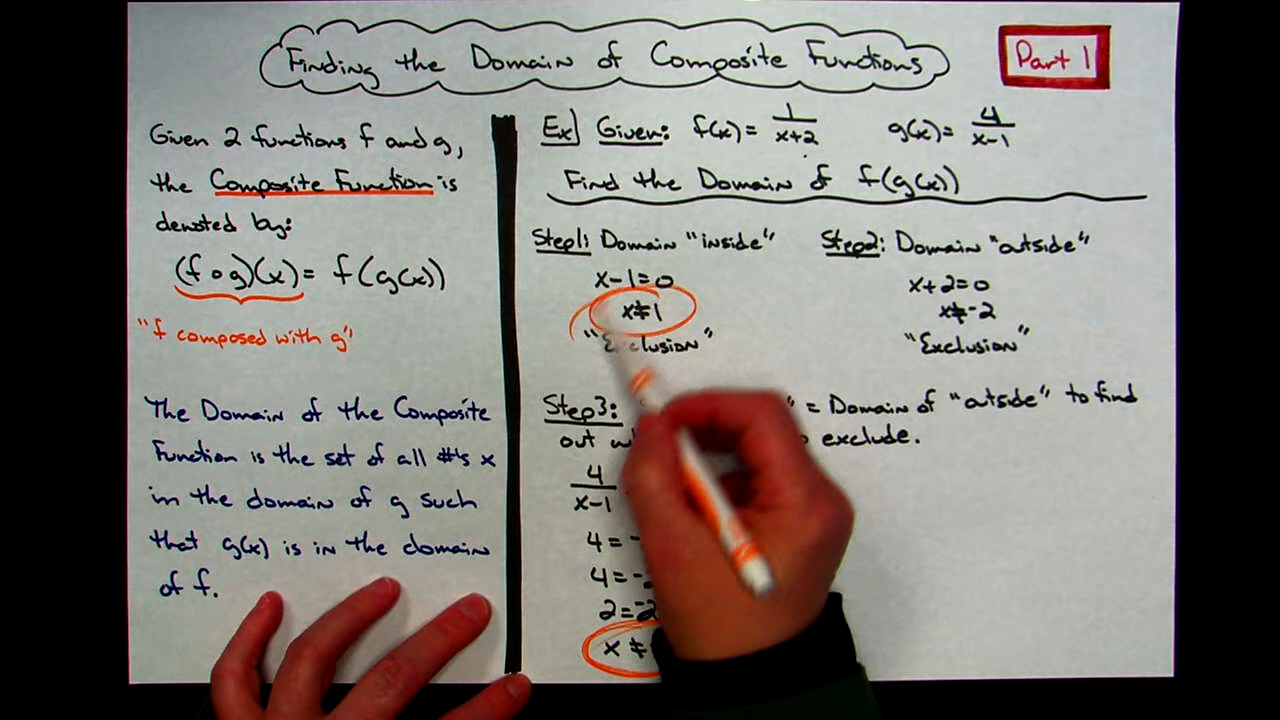 Finding the Domain of Composite Functions
Part 1
Given 2 functions f and g,
the Composite Function is
denoted by:
(f∘g)(x) = f(g(x))
"f composed with g"
The Domain of the Composite
Function is the set of all #'s x
in the domain of g such
that g(x) is in the domain
of f.
Ex) Given: f(x) = 1/(x+2) g(x) = 4/(x-1)
Find the Domain of f(g(x))
Step1: Domain "inside"
x-1=0
x≠1
"Exclusion"
Step2: Domain "outside"
x+2=0
x≠-2
"Exclusion"
Step3: " = Domain of "outside" to find
out exclude.
4/(x-1)
4=-
4=-2
2=-2
x≠